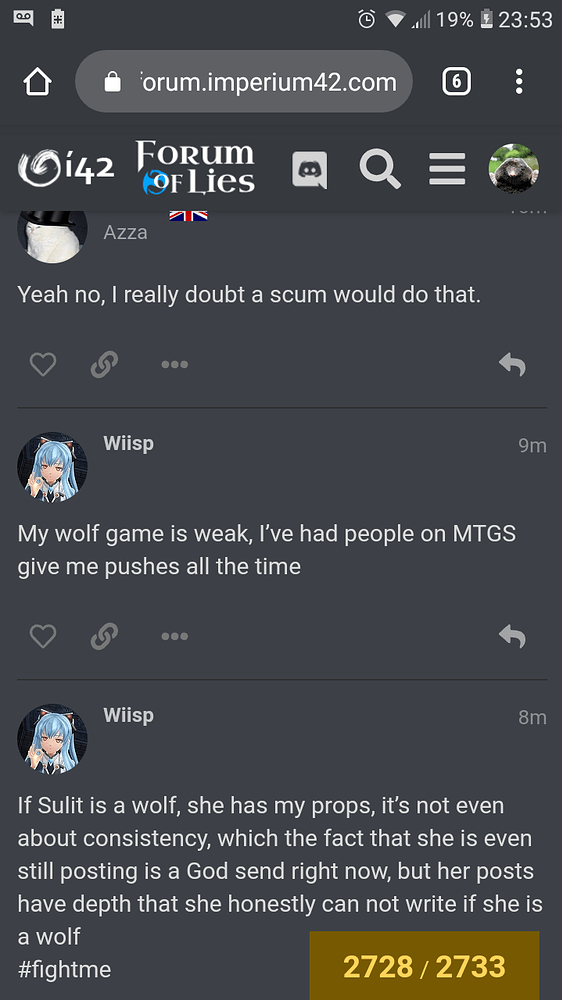 19% 23:53
orum.imperium42.com 6
i42 FORUM OF LIES
Azza
Yeah no, I really doubt a scum would do that.
Wiisp 9m
My wolf game is weak, I've had people on MTGS
give me pushes all the time
Wiisp 8m
If Sulit is a wolf, she has my props, it's not even
about consistency, which the fact that she is even
still posting is a God send right now, but her posts
have depth that she honestly can not write if she is
a wolf
#fightme
2728 / 2733